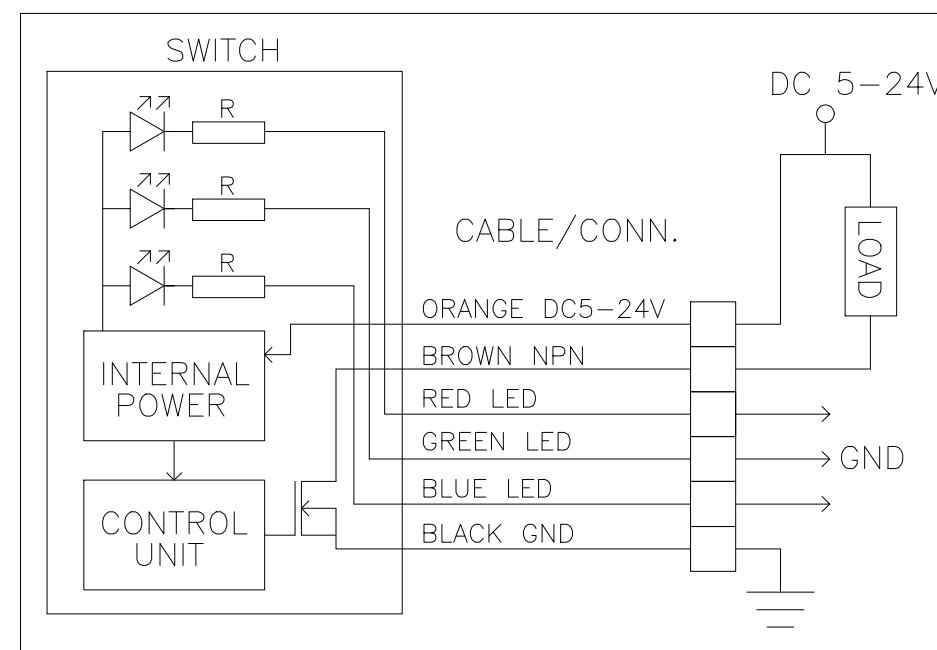 SWITCH
DC 5-24V
R
R
R
CABLE/CONN.
LOAD
ORANGE DC5-24V
BROWN NPN
RED LED
GREEN LED
BLUE LED
BLACK GND
INTERNAL
POWER
CONTROL
UNIT
GND